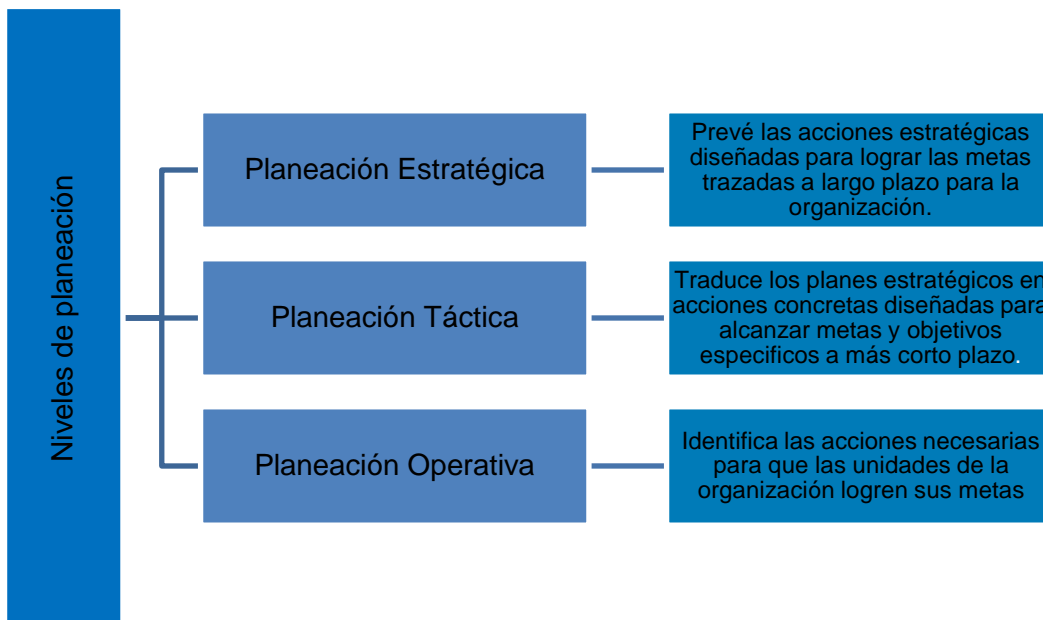 Niveles de planeación
Planeación Estratégica
Prevé las acciones estratégicas
diseñadas para lograr las metas
trazadas a largo plazo para la
organización.
Planeación Táctica
Traduce los planes estratégicos en
acciones concretas diseñadas para
alcanzar metas y objetivos
especificos a más corto plazo.
Planeación Operativa
Identifica las acciones necesarias
para que las unidades de la
organización logren sus metas